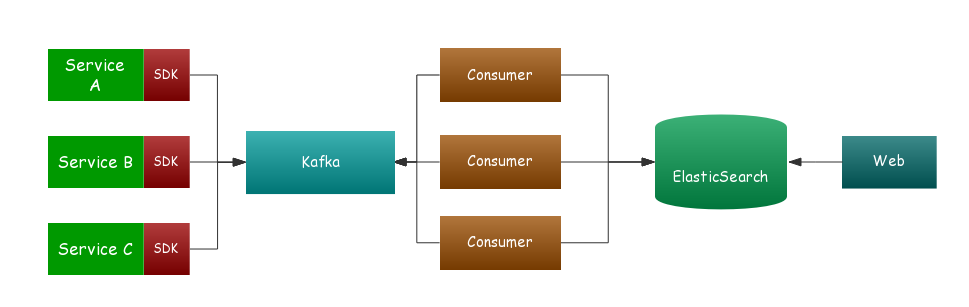 Service
A
SDK
Service B
SDK
Service C
SDK
Kafka
Consumer
Consumer
Consumer
ElasticSearch
Web